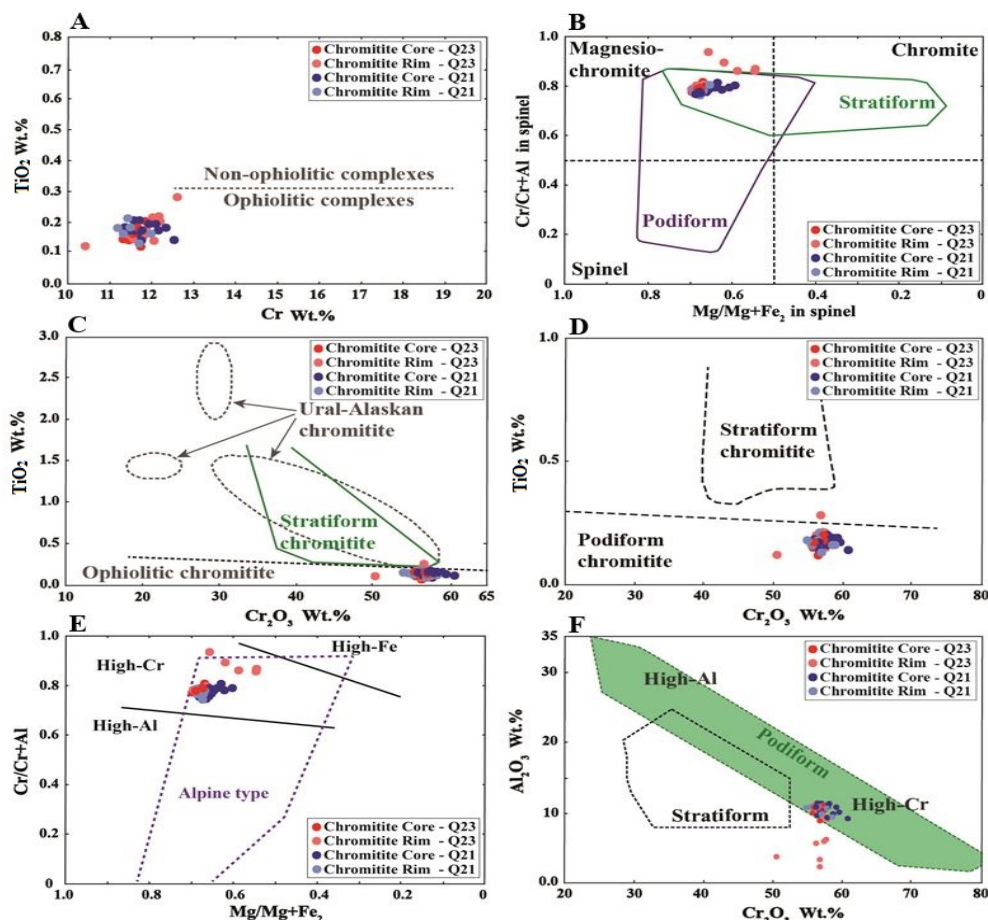 A
TiO₂ Wt.%
0.8
0.7
0.6
0.5
0.4
0.3
0.2
0.1
0.0
Chromitite Core - Q23
Chromitite Rim - Q23
Chromitite Core - Q21
Chromitite Rim - Q21
Non-ophiolitic complexes
Ophiolitic complexes
10 11 12 13 14 15 16 17 18 19 20
Cr Wt.%
B
Cr/Cr+Al in spinel
1.0
0.8
0.6
0.4
0.2
0
Magnesio-
chromite
Chromite
Stratiform
Podiform
Spinel
Chromitite Core - Q23
Chromitite Rim - Q23
Chromitite Core - Q21
Chromitite Rim - Q21
1.0 0.8 0.6 0.4 0.2 0
Mg/Mg+Fe₂ in spinel
C
TiO₂ Wt.%
3.0
2.5
2.0
1.5
1.0
0.5
0.0
Chromitite Core - Q23
Chromitite Rim - Q23
Chromitite Core - Q21
Chromitite Rim - Q21
Ural-Alaskan
chromitite
Stratiform
chromitite
Ophiolitic chromitite
10 20 30 40 50 60 65
Cr₂O₃ Wt.%
D
TiO₂ Wt.%
1.0
0.5
0.0
Chromitite Core - Q23
Chromitite Rim - Q23
Chromitite Core - Q21
Chromitite Rim - Q21
Stratiform
chromitite
Podiform
chromitite
20 30 40 50 60 70 80
Cr₂O₃ Wt.%
E
Cr/Cr+Al
1.0
0.8
0.6
0.4
0.2
0
High-Cr
High-Fe
High-Al
Alpine type
Chromitite Core - Q23
Chromitite Rim - Q23
Chromitite Core - Q21
Chromitite Rim - Q21
1.0 0.8 0.6 0.4 0.2 0
Mg/Mg+Fe₂
F
Al₂O₃ Wt.%
35
30
20
15
10
0.0
Chromitite Core - Q23
Chromitite Rim - Q23
Chromitite Core - Q21
Chromitite Rim - Q21
High-Al
Podiform
High-Cr
Stratiform
20 30 40 50 60 70 80
Cr₂O₃ Wt.%